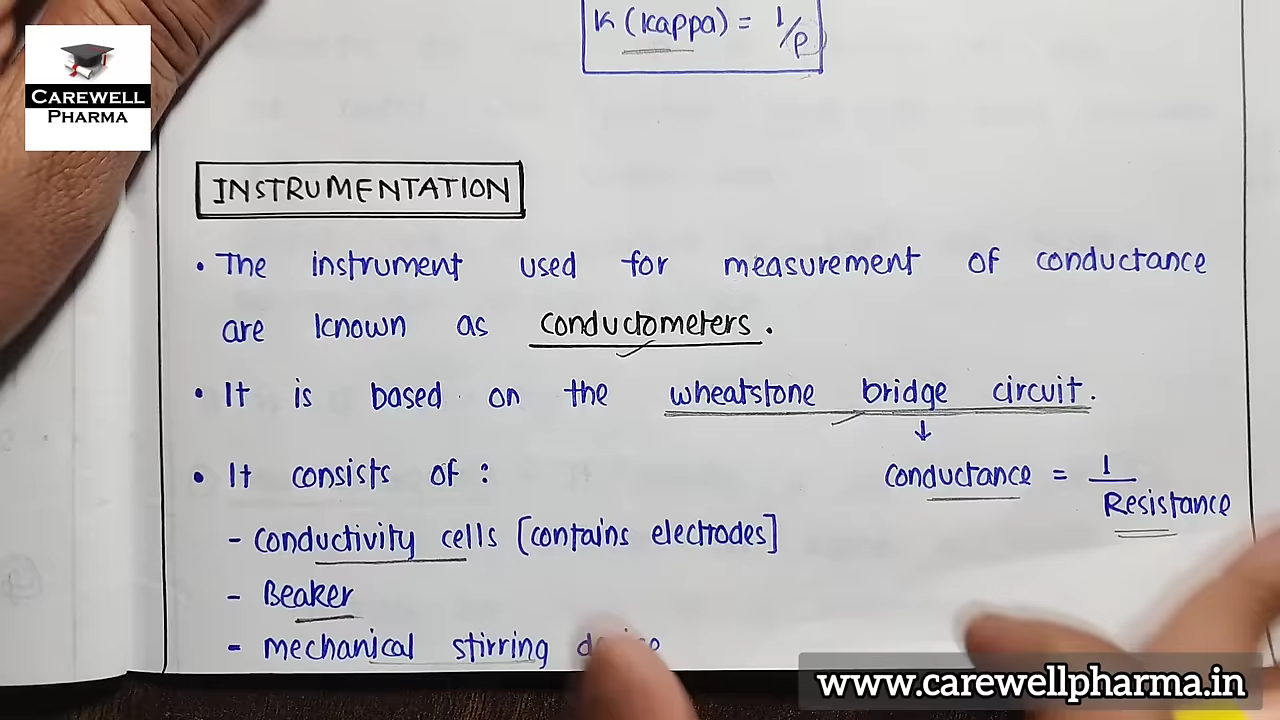 CAREWELL
PHARMA
K (Kappa) = 1/ρ
INSTRUMENTATION
• The instrument used for measurement of conductance
are known as conductometers.
• It is based on the wheatstone bridge circuit.
↓
• It consists of :
conductance = 1/Resistance
- conductivity cells [contains electrodes]
- Beaker
- mechanical stirring
www.carewellpharma.in